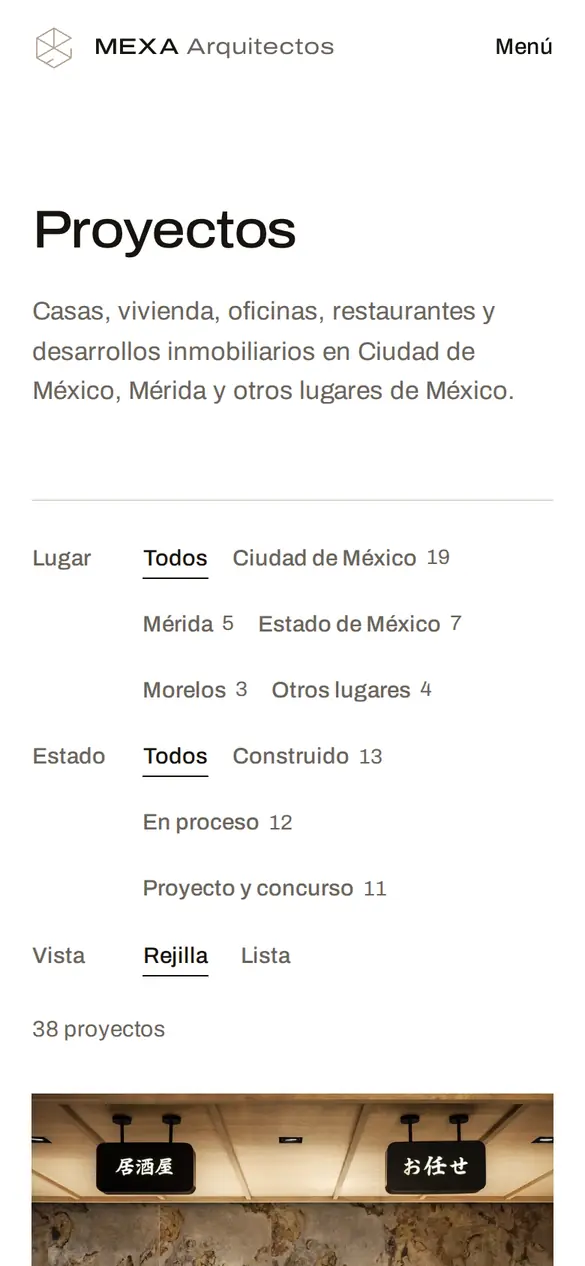 MEXA Arquitectos
Menú
Proyectos
Casas, vivienda, oficinas, restaurantes y
desarrollos inmobiliarios en Ciudad de
México, Mérida y otros lugares de México.
Lugar Todos Ciudad de México 19
Mérida 5 Estado de México 7
Morelos 3 Otros lugares 4
Estado Todos Construido 13
En proceso 12
Proyecto y concurso 11
Vista Rejilla Lista
38 proyectos
居酒屋
お任せ